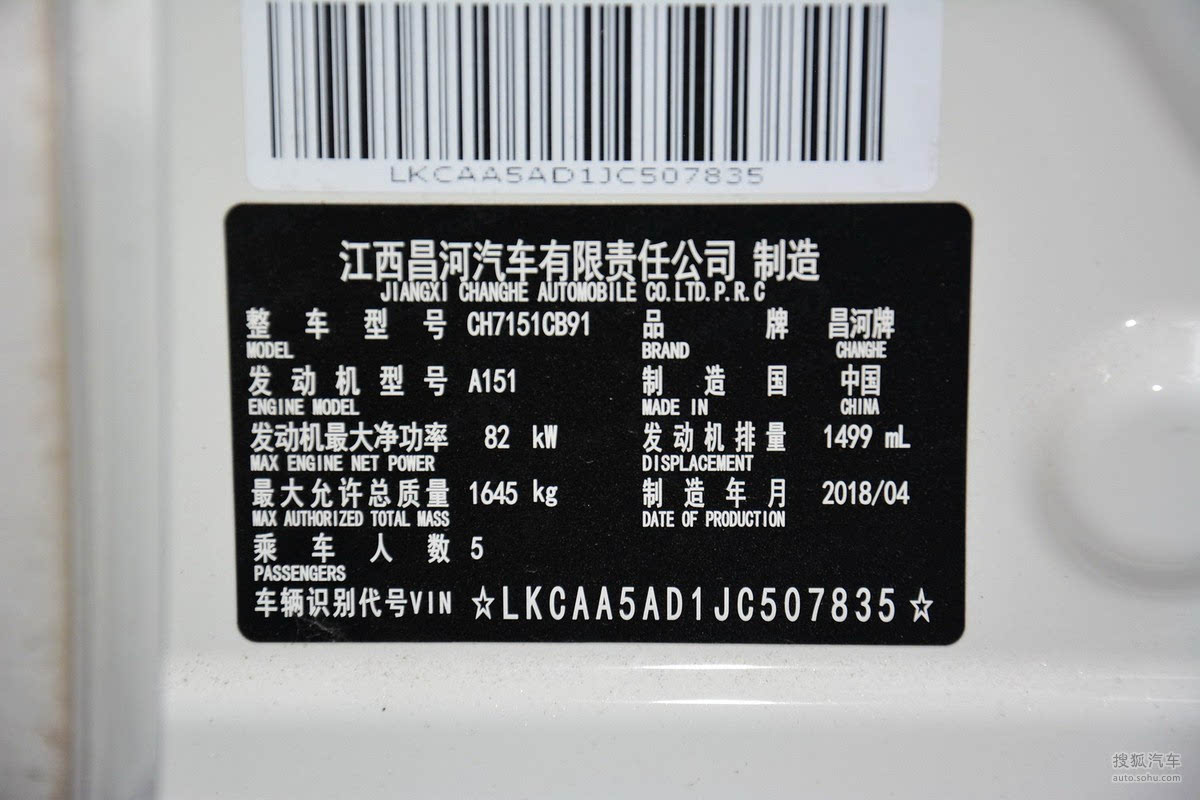 LKCAA5AD1JC507835
江西昌河汽车有限责任公司 制造
JIANGXI CHANGHE AUTOMOBILE CO.LTD.P.R.C
整车型号 CH7151CB91 品牌 昌河牌
MODEL BRAND CHANGHE
发动机型号 A151 制造国 中国
ENGINE MODEL MADE IN CHINA
发动机最大净功率 82 kW 发动机排量 1499 mL
MAX ENGINE NET POWER DISPLACEMENT
最大允许总质量 1645 kg 制造年月 2018/04
MAX AUTHORIZED TOTAL MASS DATE OF PRODUCTION
乘车人数 5
PASSENGERS
车辆识别代号VIN ☆LKCAA5AD1JC507835☆
搜狐汽车
auto.sohu.com